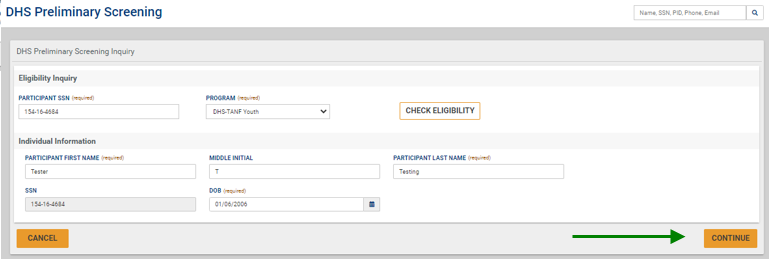 DHS Preliminary Screening
Name, SSN, PID, Phone, Email
DHS Preliminary Screening Inquiry
Eligibility Inquiry
PARTICIPANT SSN (required) PROGRAM (required)
154-16-4684 DHS-TANF Youth CHECK ELIGIBILITY
Individual Information
PARTICIPANT FIRST NAME (required) MIDDLE INITIAL PARTICIPANT LAST NAME (required)
Tester T Testing
SSN DOB (required)
154-16-4684 01/06/2006
CANCEL CONTINUE